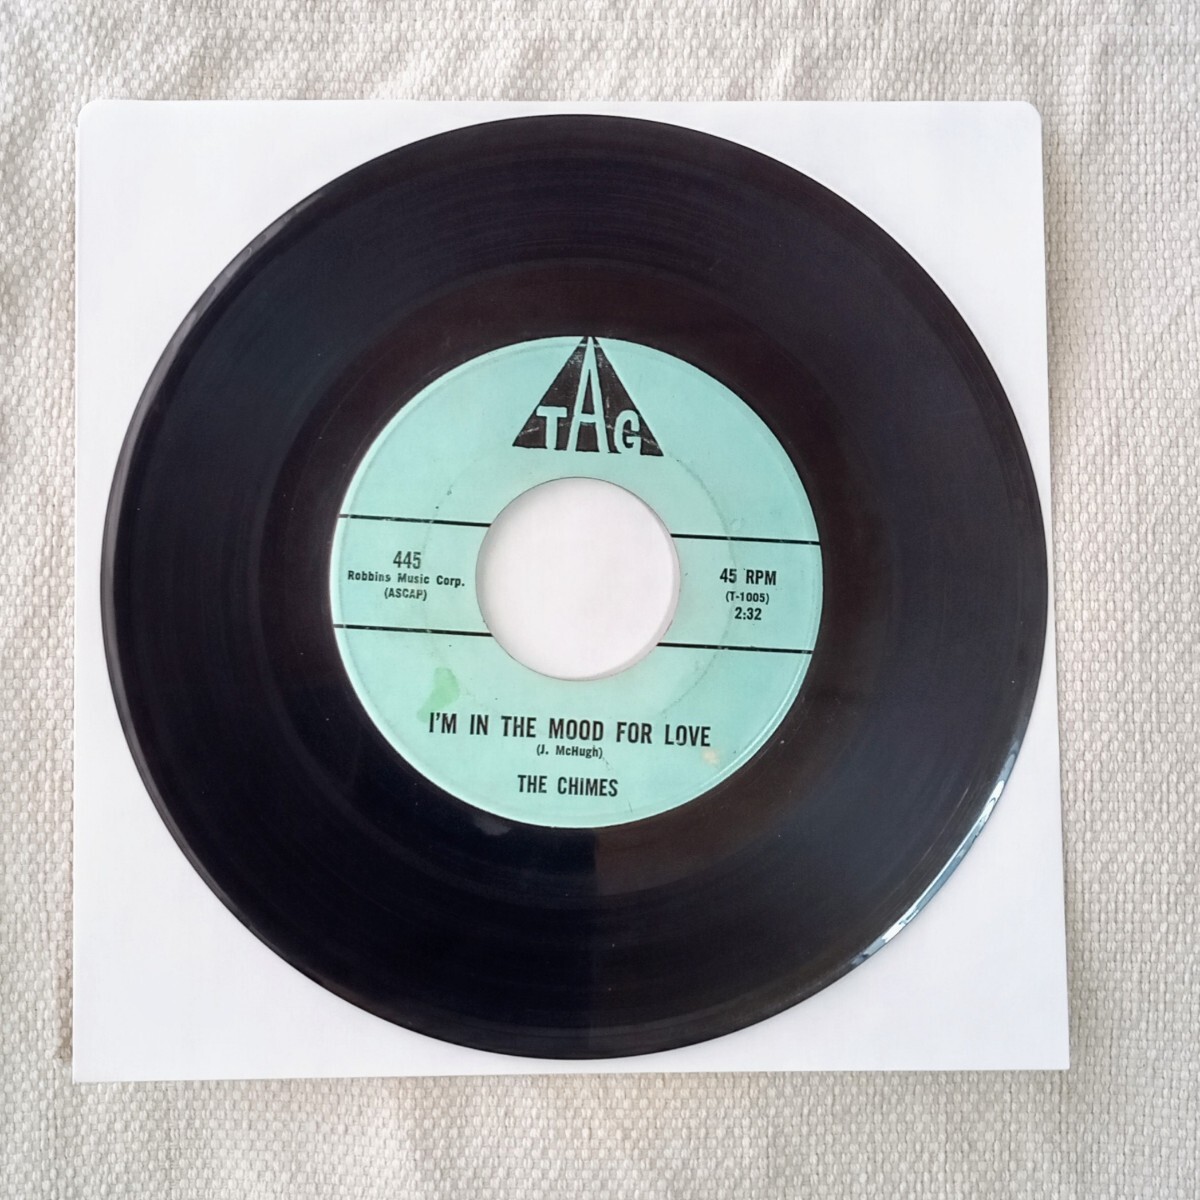 TAG
445
Robbins Music Corp.
(ASCAP)
45 RPM
(T-1005)
2:32
I'M IN THE MOOD FOR LOVE
(J. McHugh)
THE CHIMES